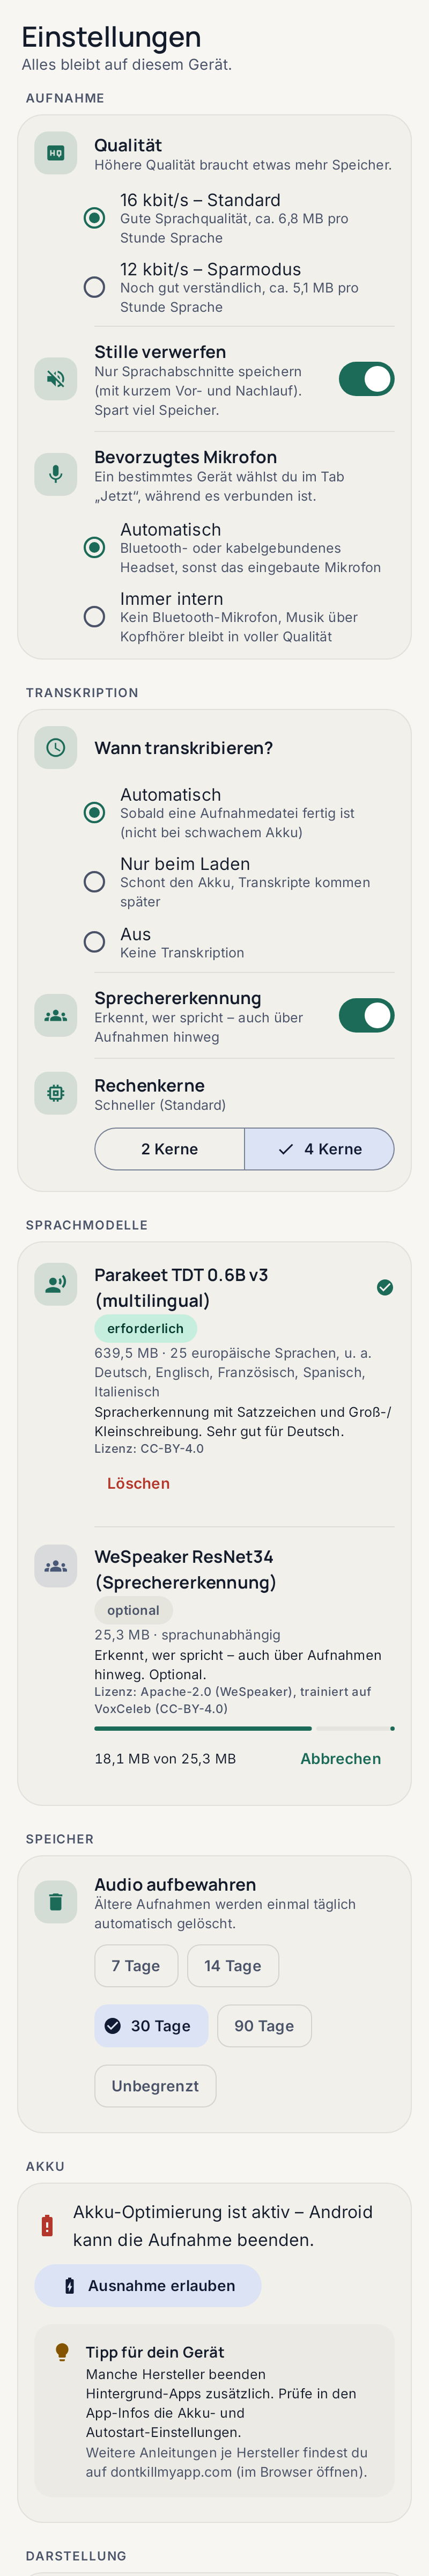 Einstellungen
Alles bleibt auf diesem Gerät.
AUFNAHME
HQ
Qualität
Höhere Qualität braucht etwas mehr Speicher.
16 kbit/s – Standard
Gute Sprachqualität, ca. 6,8 MB pro
Stunde Sprache
12 kbit/s – Sparmodus
Noch gut verständlich, ca. 5,1 MB pro
Stunde Sprache
Stille verwerfen
Nur Sprachabschnitte speichern
(mit kurzem Vor- und Nachlauf).
Spart viel Speicher.
Bevorzugtes Mikrofon
Ein bestimmtes Gerät wählst du im Tab
„Jetzt“, während es verbunden ist.
Automatisch
Bluetooth- oder kabelgebundenes
Headset, sonst das eingebaute Mikrofon
Immer intern
Kein Bluetooth-Mikrofon, Musik über
Kopfhörer bleibt in voller Qualität
TRANSKRIPTION
Wann transkribieren?
Automatisch
Sobald eine Aufnahmedatei fertig ist
(nicht bei schwachem Akku)
Nur beim Laden
Schont den Akku, Transkripte kommen
später
Aus
Keine Transkription
Sprechererkennung
Erkennt, wer spricht – auch über
Aufnahmen hinweg
Rechenkerne
Schneller (Standard)
2 Kerne
4 Kerne
SPRACHMODELLE
Parakeet TDT 0.6B v3
(multilingual)
erforderlich
639,5 MB · 25 europäische Sprachen, u. a.
Deutsch, Englisch, Französisch, Spanisch,
Italienisch
Spracherkennung mit Satzzeichen und Groß-/
Kleinschreibung. Sehr gut für Deutsch.
Lizenz: CC-BY-4.0
Löschen
WeSpeaker ResNet34
(Sprechererkennung)
optional
25,3 MB · sprachunabhängig
Erkennt, wer spricht – auch über Aufnahmen
hinweg. Optional.
Lizenz: Apache-2.0 (WeSpeaker), trainiert auf
VoxCeleb (CC-BY-4.0)
18,1 MB von 25,3 MB
Abbrechen
SPEICHER
Audio aufbewahren
Ältere Aufnahmen werden einmal täglich
automatisch gelöscht.
7 Tage
14 Tage
30 Tage
90 Tage
Unbegrenzt
AKKU
Akku-Optimierung ist aktiv – Android
kann die Aufnahme beenden.
Ausnahme erlauben
Tipp für dein Gerät
Manche Hersteller beenden
Hintergrund-Apps zusätzlich. Prüfe in den
App-Infos die Akku- und
Autostart-Einstellungen.
Weitere Anleitungen je Hersteller findest du
auf dontkillmyapp.com (im Browser öffnen).
DARSTELLUNG